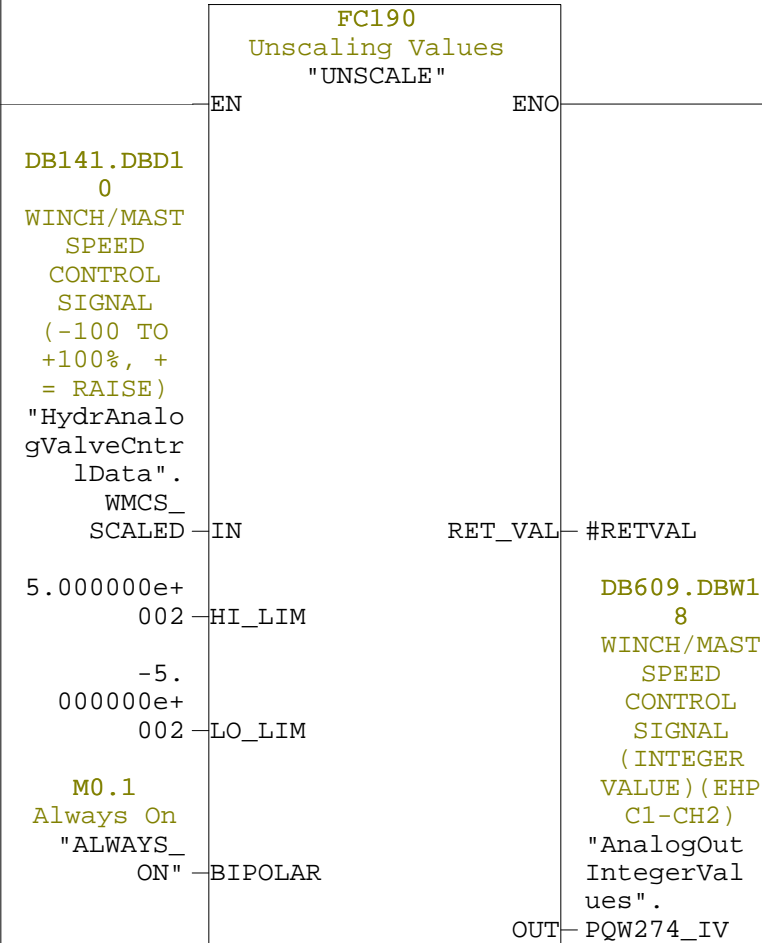 FC190
Unscaling Values
"UNSCALE"
EN
ENO
DB141.DBD1
0
WINCH/MAST
SPEED
CONTROL
SIGNAL
(-100 TO
+100%, +
= RAISE)
"HydrAnalo
gValveCntr
lData".
WMCS_
SCALED
IN
RET_VAL
#RETVAL
5.000000e+
002
HI_LIM
-5.
000000e+
002
LO_LIM
M0.1
Always On
"ALWAYS_
ON"
BIPOLAR
DB609.DBW1
8
WINCH/MAST
SPEED
CONTROL
SIGNAL
(INTEGER
VALUE)(EHP
C1-CH2)
"AnalogOut
IntegerVal
ues".
OUT
PQW274_IV